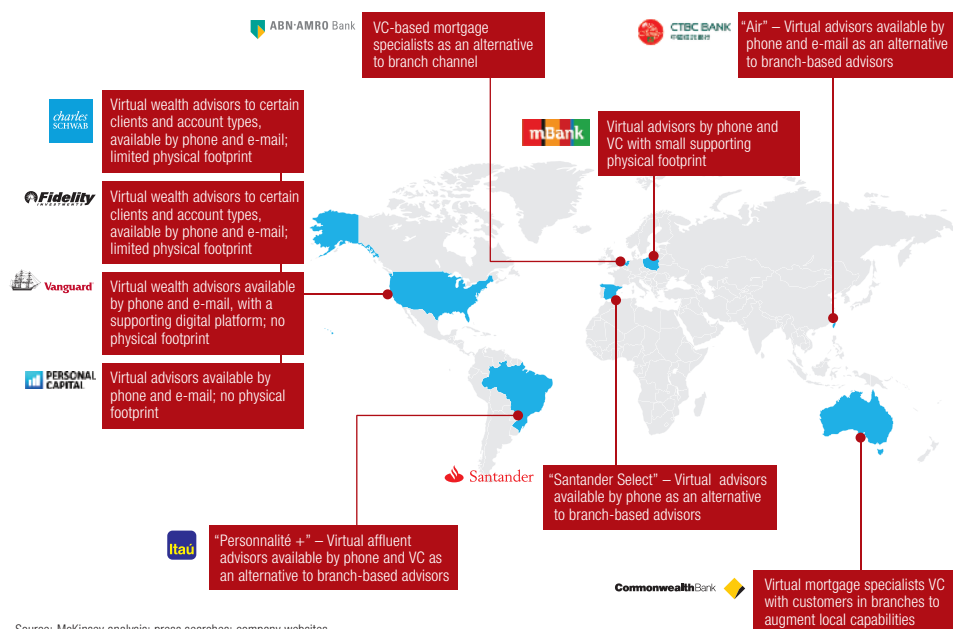 ABN·AMRO Bank
VC-based mortgage
specialists as an alternative
to branch channel
CTBC BANK
"Air" – Virtual advisors available by
phone and e-mail as an alternative
to branch-based advisors
charles
SCHWAB
Virtual wealth advisors to certain
clients and account types,
available by phone and e-mail;
limited physical footprint
mBank
Virtual advisors by phone and
VC with small supporting
physical footprint
Fidelity
INVESTMENTS
Virtual wealth advisors to certain
clients and account types,
available by phone and e-mail;
limited physical footprint
Vanguard
Virtual wealth advisors available
by phone and e-mail, with a
supporting digital platform; no
physical footprint
PERSONAL
CAPITAL
Virtual advisors available by
phone and e-mail; no physical
footprint
Santander
"Santander Select" – Virtual advisors
available by phone as an alternative
to branch-based advisors
Itaú
"Personnalité +" – Virtual affluent
advisors available by phone and VC as
an alternative to branch-based advisors
CommonwealthBank
Virtual mortgage specialists VC
with customers in branches to
augment local capabilities
Source: McKinsey analysis; press searches; company websites